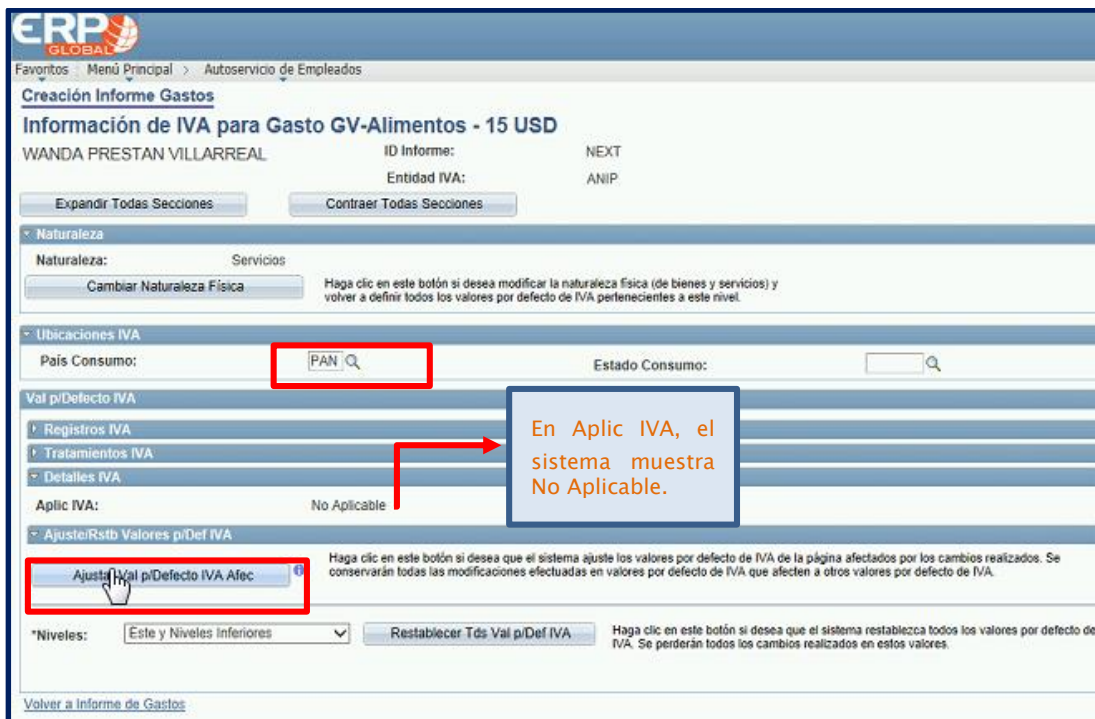 ERP
GLOBAL
Favoritos Menú Principal > Autoservicio de Empleados
Creación Informe Gastos
Información de IVA para Gasto GV-Alimentos - 15 USD
WANDA PRESTAN VILLARREAL ID Informe: NEXT
Entidad IVA: ANIP
Expandir Todas Secciones Contraer Todas Secciones
Naturaleza
Naturaleza: Servicios
Cambiar Naturaleza Física
Haga clic en este botón si desea modificar la naturaleza física (de bienes y servicios) y
volver a definir todos los valores por defecto de IVA pertenecientes a este nivel.
Ubicaciones IVA
País Consumo: PAN Estado Consumo:
Val p/Defecto IVA
Registros IVA
Tratamientos IVA
Detalles IVA
Aplic IVA: No Aplicable
En Aplic IVA, el
sistema muestra
No Aplicable.
Ajuste/Rstb Valores p/Def IVA
Val p/Defecto IVA Afec
Haga clic en este botón si desea que el sistema ajuste los valores por defecto de IVA de la página afectados por los cambios realizados. Se
conservarán todas las modificaciones efectuadas en valores por defecto de IVA que afecten a otros valores por defecto de IVA.
*Niveles: Este y Niveles Inferiores Restablecer Tds Val p/Def IVA
Haga clic en este botón si desea que el sistema restablezca todos los valores por defecto de
IVA. Se perderán todos los cambios realizados en estos valores.
Volver a Informe de Gastos